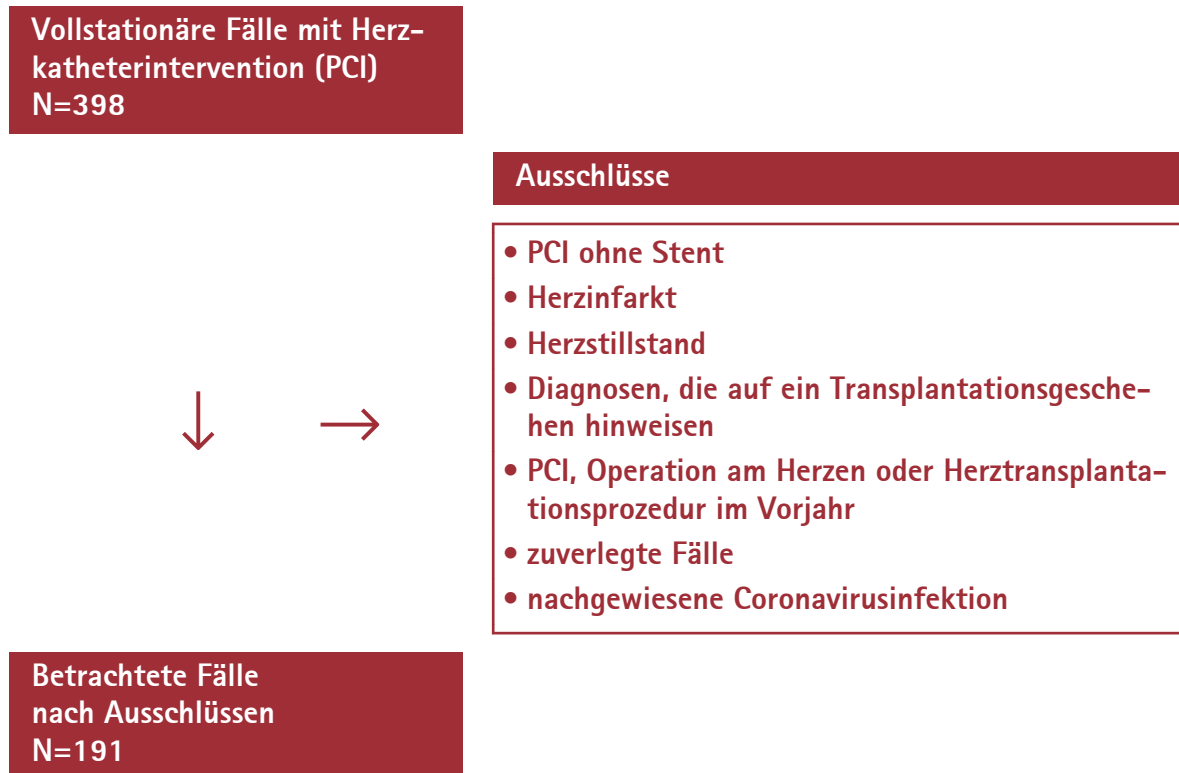 Vollstationäre Fälle mit Herz-
katheterintervention (PCI)
N=398
Ausschlüsse
• PCI ohne Stent
• Herzinfarkt
• Herzstillstand
• Diagnosen, die auf ein Transplantationsgesche-
hen hinweisen
• PCI, Operation am Herzen oder Herztransplanta-
tionsprozedur im Vorjahr
• zuverlegte Fälle
• nachgewiesene Coronavirusinfektion
Betrachtete Fälle
nach Ausschlüssen
N=191